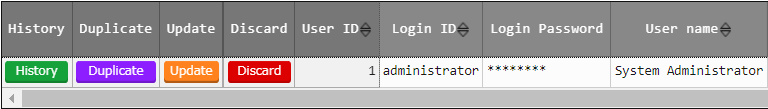 History Duplicate Update Discard User ID Login ID Login Password User name
History Duplicate Update Discard 1 administrator ******** System Administrator